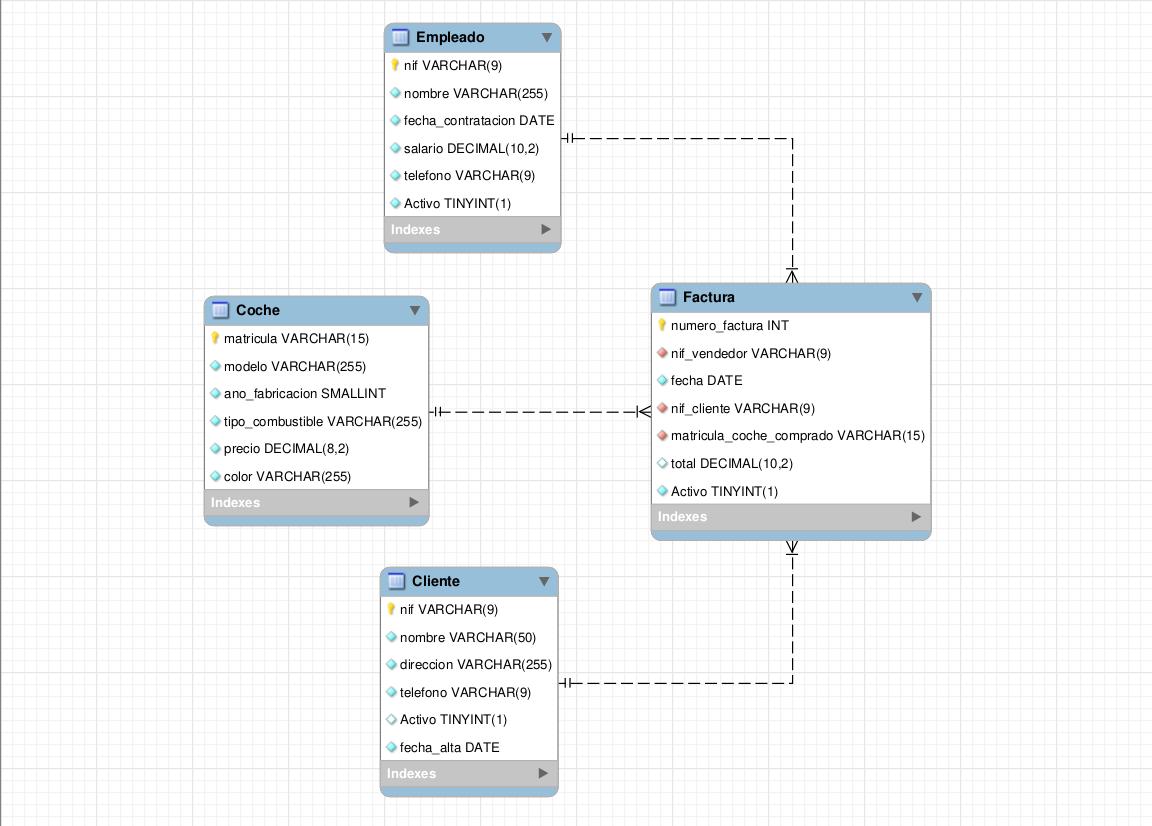 Empleado
nif VARCHAR(9)
nombre VARCHAR(255)
fecha_contratacion DATE
salario DECIMAL(10,2)
telefono VARCHAR(9)
Activo TINYINT(1)
Indexes
Coche
matricula VARCHAR(15)
modelo VARCHAR(255)
ano_fabricacion SMALLINT
tipo_combustible VARCHAR(255)
precio DECIMAL(8,2)
color VARCHAR(255)
Indexes
Factura
numero_factura INT
nif_vendedor VARCHAR(9)
fecha DATE
nif_cliente VARCHAR(9)
matricula_coche_comprado VARCHAR(15)
total DECIMAL(10,2)
Activo TINYINT(1)
Indexes
Cliente
nif VARCHAR(9)
nombre VARCHAR(50)
direccion VARCHAR(255)
telefono VARCHAR(9)
Activo TINYINT(1)
fecha_alta DATE
Indexes